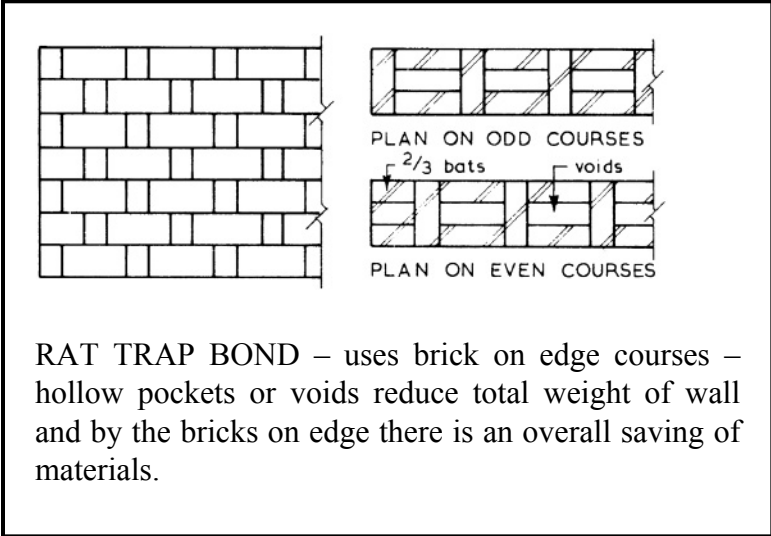 PLAN ON ODD COURSES
2/3 bats
voids
PLAN ON EVEN COURSES
RAT TRAP BOND – uses brick on edge courses –
hollow pockets or voids reduce total weight of wall
and by the bricks on edge there is an overall saving of
materials.